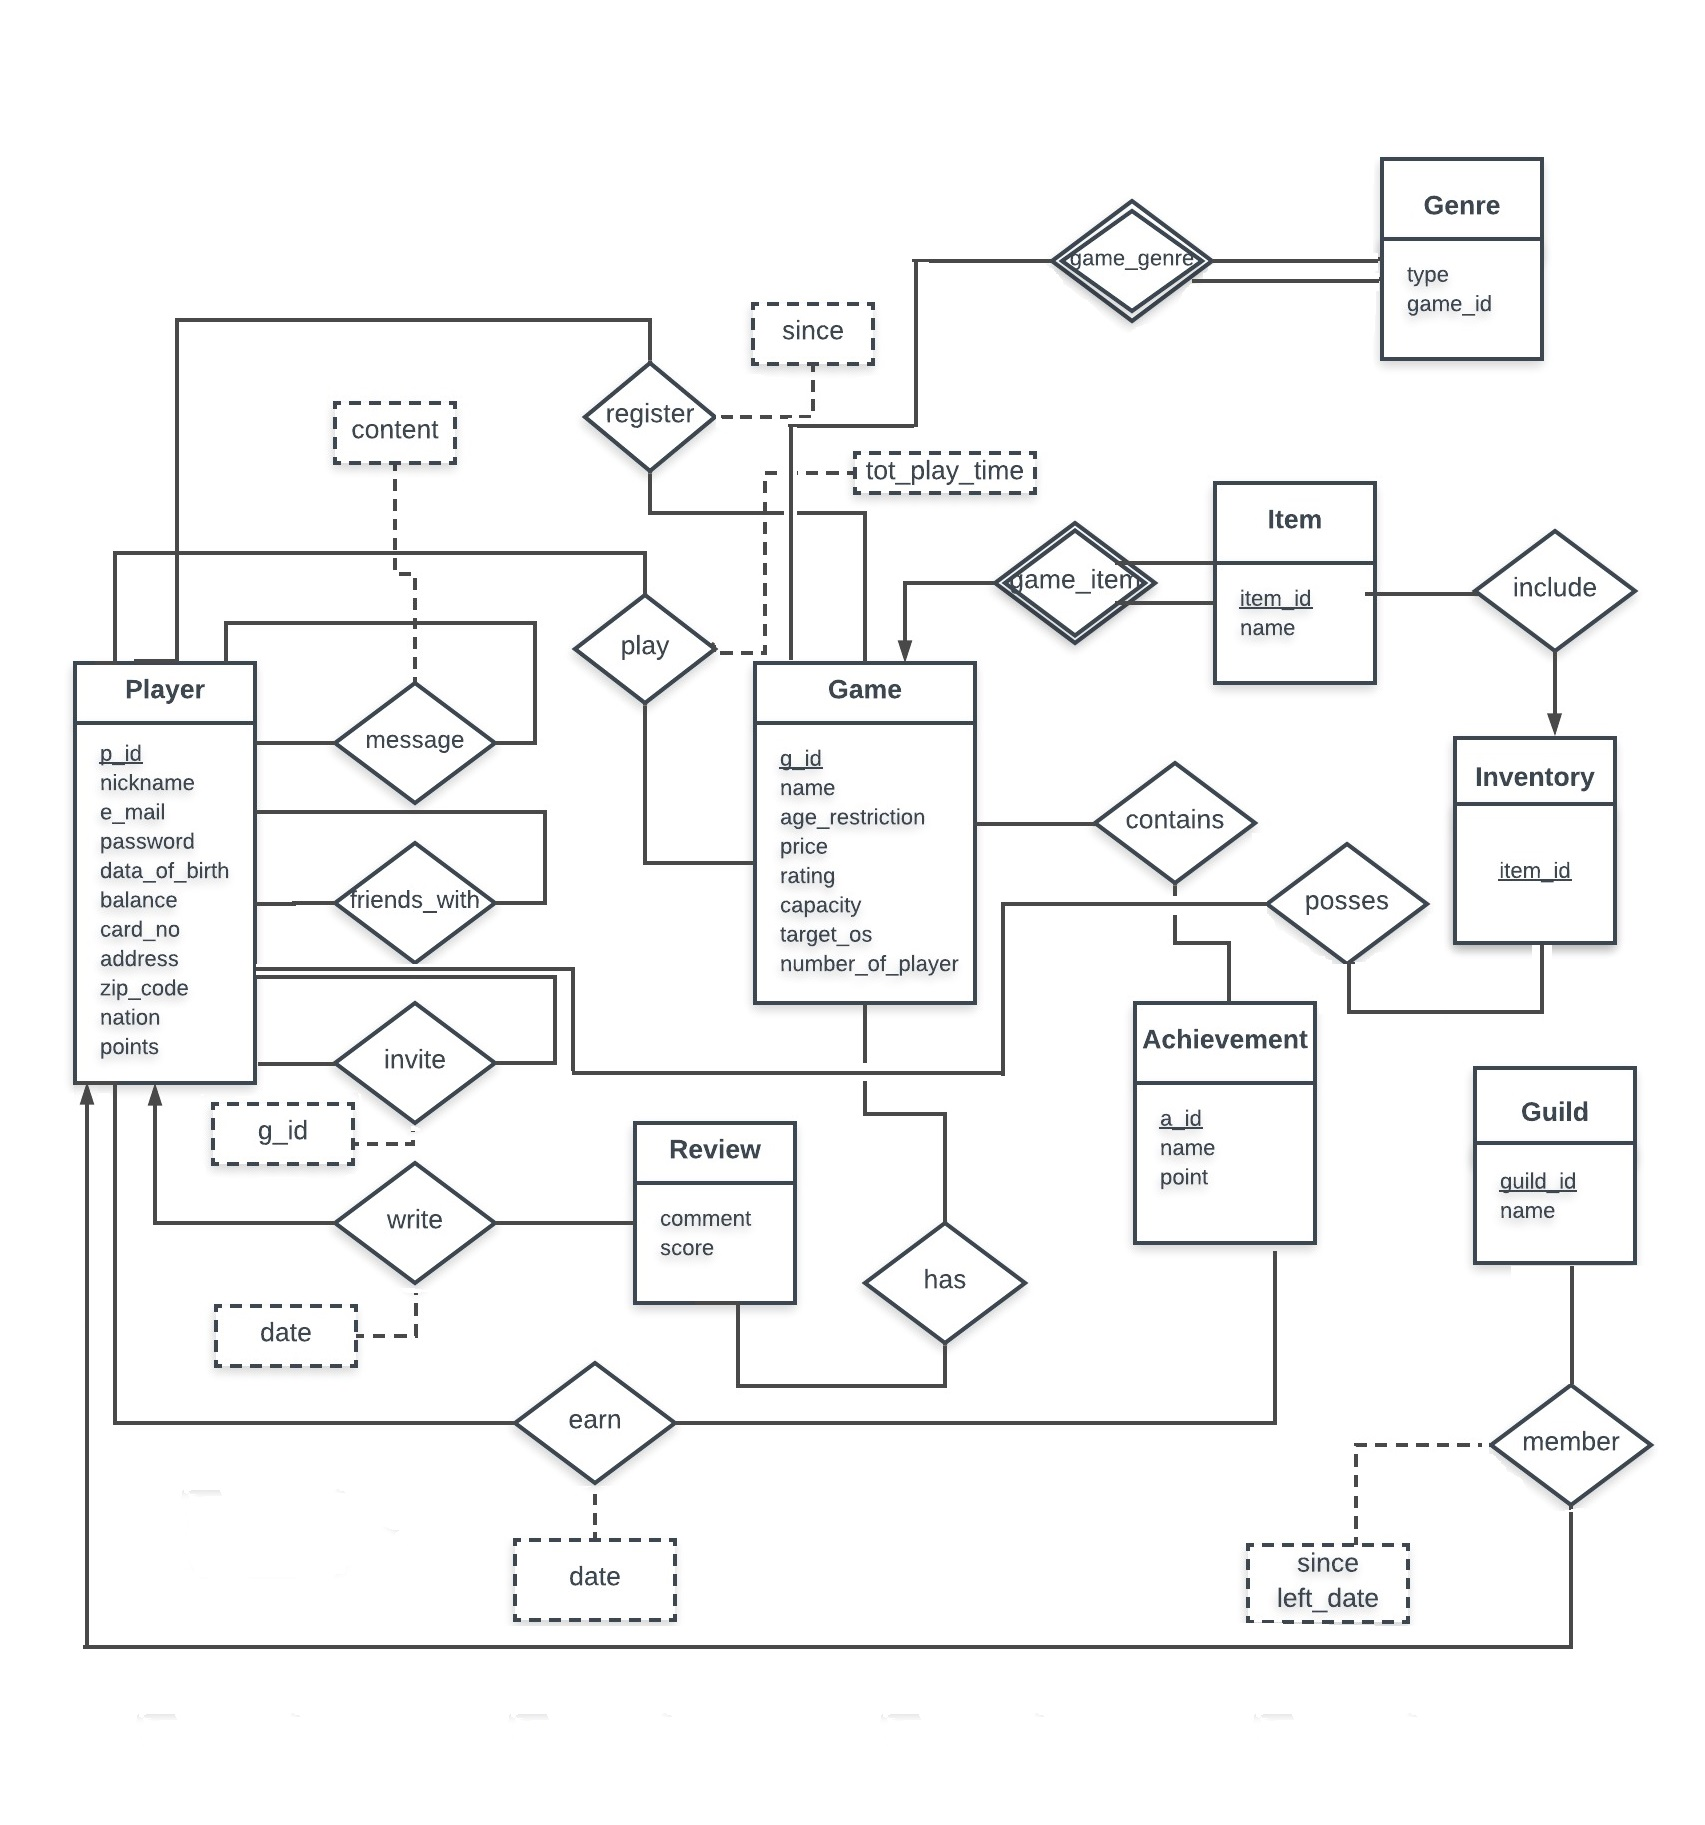 Genre
type
game_id
game_genre
since
register
content
tot_play_time
Item
item_id
name
game_item
include
play
Player
p_id
nickname
e_mail
password
data_of_birth
balance
card_no
address
zip_code
nation
points
message
friends_with
invite
g_id
Game
g_id
name
age_restriction
price
rating
capacity
target_os
number_of_player
contains
posses
Inventory
item_id
Achievement
a_id
name
point
Guild
guild_id
name
Review
comment
score
write
date
has
earn
date
member
since
left_date